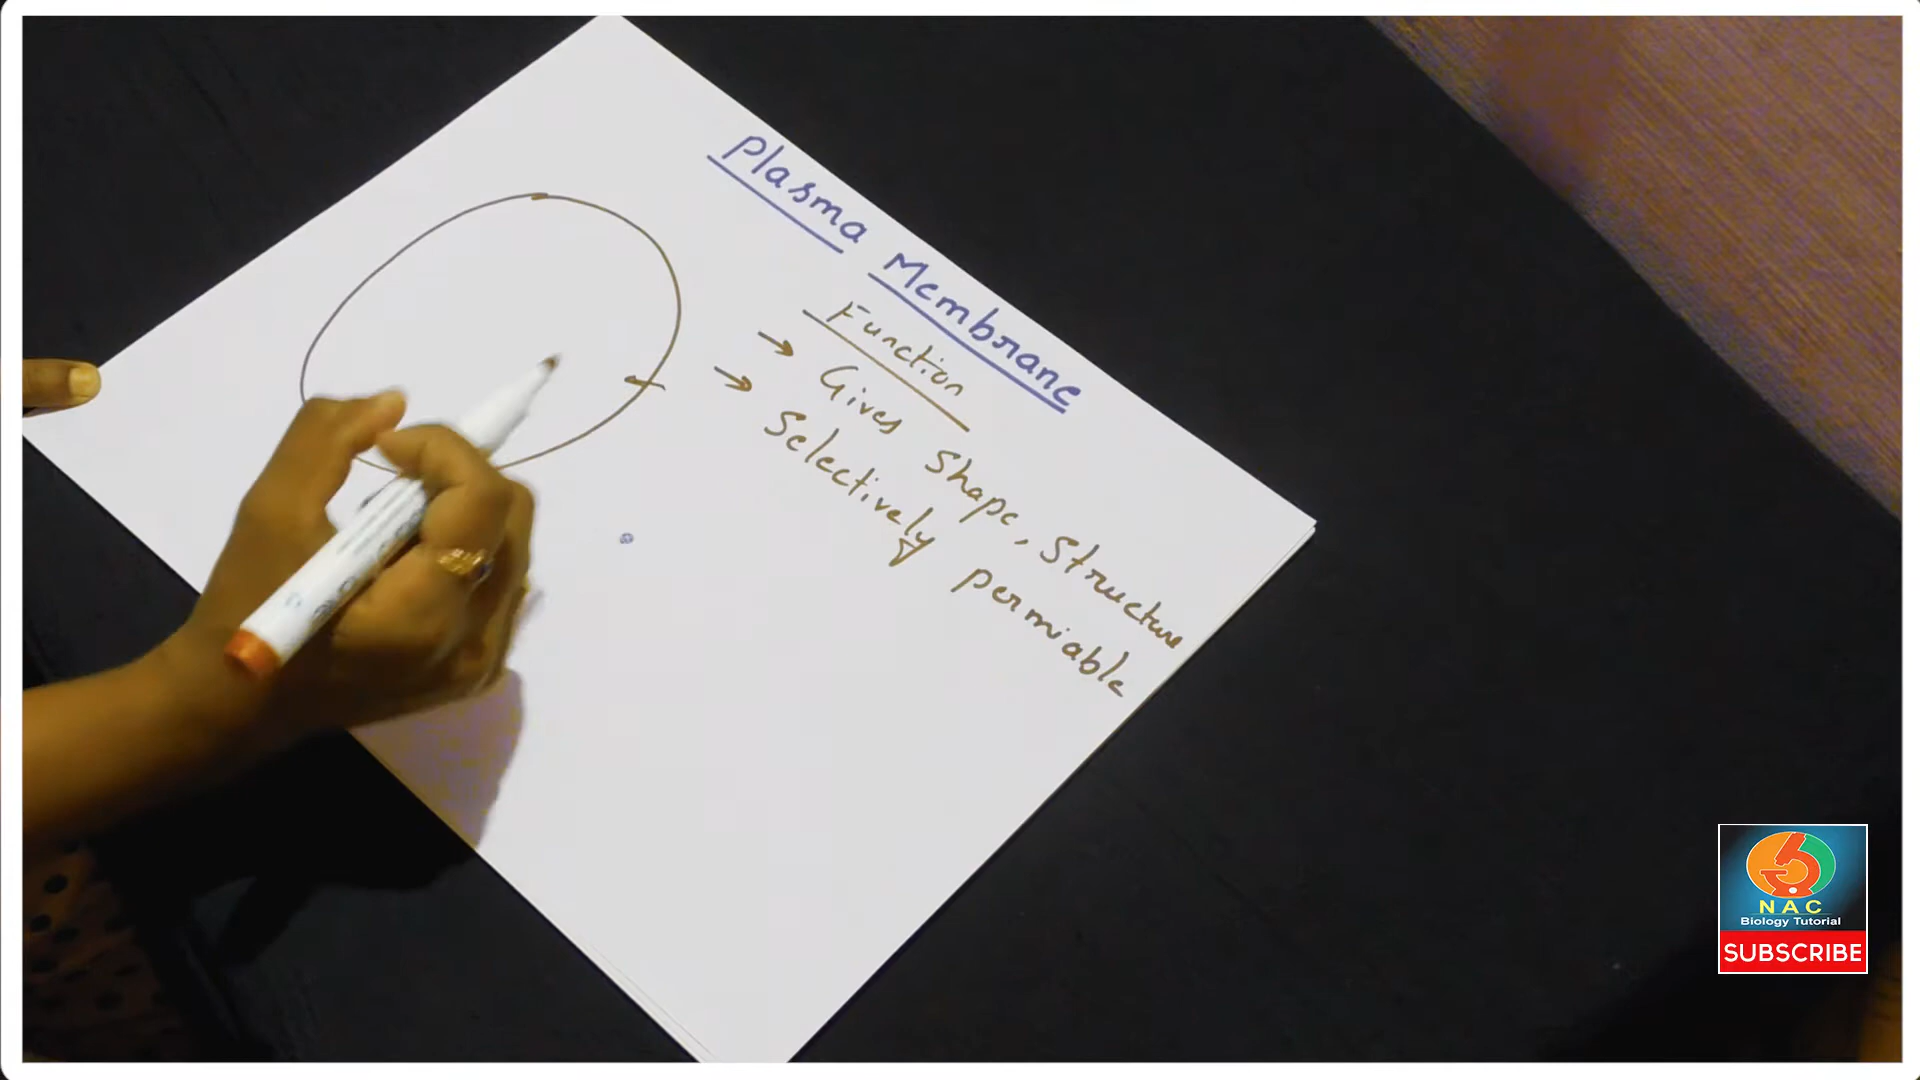 Plasma Membrane
Function
→ Gives shape, structure
→ Selectively permiable
NAC
Biology Tutorial
SUBSCRIBE